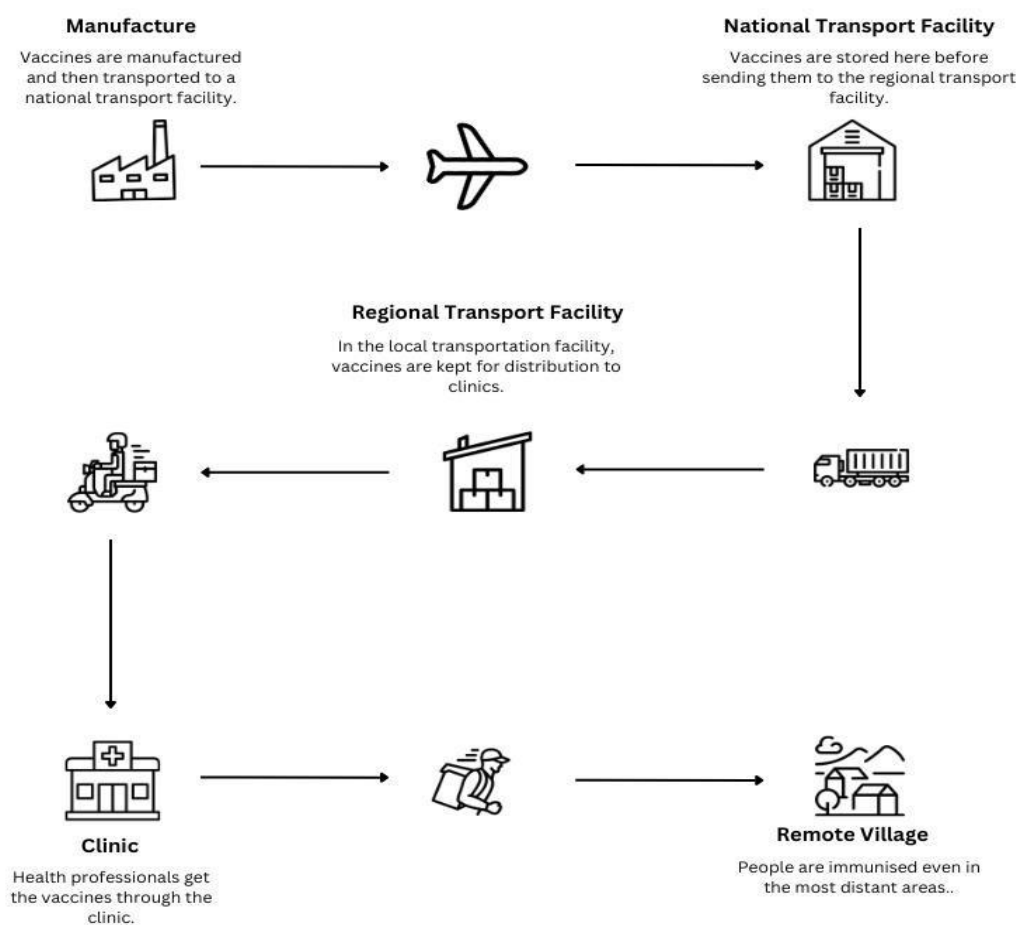 Manufacture
Vaccines are manufactured
and then transported to a
national transport facility.
National Transport Facility
Vaccines are stored here before
sending them to the regional transport
facility.
Regional Transport Facility
In the local transportation facility,
vaccines are kept for distribution to
clinics.
Clinic
Health professionals get
the vaccines through the
clinic.
Remote Village
People are immunised even in
the most distant areas..